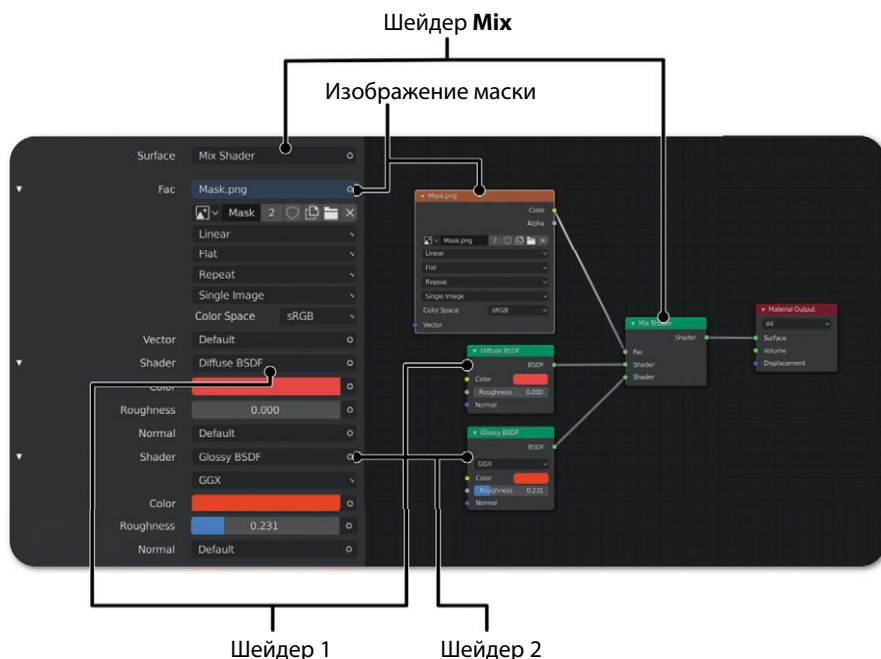 Шейдер Mix
Изображение маски
Surface Mix Shader
Fac Mask.png
Mask 2
Linear
Flat
Repeat
Single Image
Color Space sRGB
Vector Default
Shader Diffuse BSDF
Color
Roughness 0.000
Normal Default
Shader Glossy BSDF
GGX
Color
Roughness 0.231
Normal Default
Mask.png
Color
Alpha
Mask.png 2
Linear
Flat
Repeat
Single Image
Color Space sRGB
Vector
Diffuse BSDF
BSDF
Color
Roughness 0.000
Normal
Glossy BSDF
BSDF
GGX
Color
Roughness 0.231
Normal
Mix Shader
Shader
Fac
Shader
Shader
Material Output
All
Surface
Volume
Displacement
Шейдер 1
Шейдер 2